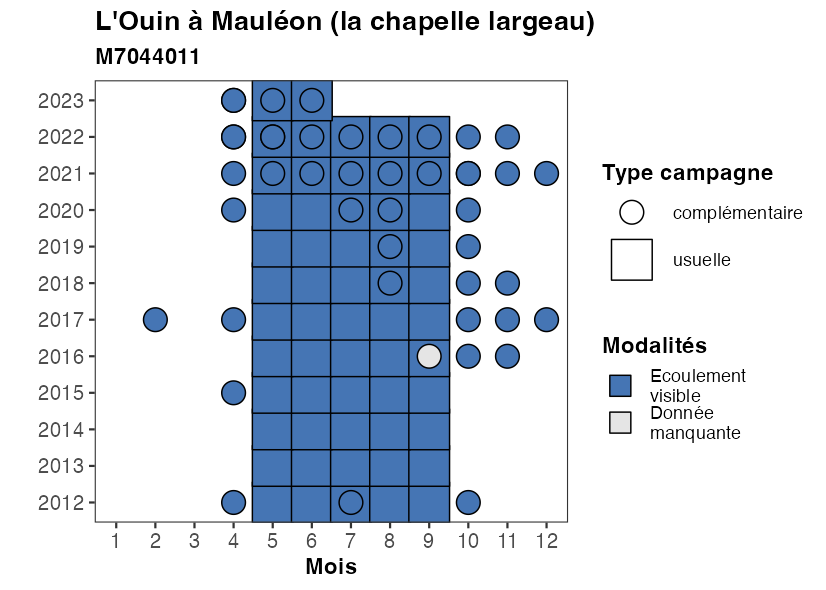 L'Ouin à Mauléon (la chapelle largeau)
M7044011
2023
2022
2021
2020
2019
2018
2017
2016
2015
2014
2013
2012
1 2 3 4 5 6 7 8 9 10 11 12
Mois
Type campagne
complémentaire
usuelle
Modalités
Ecoulement
visible
Donnée
manquante